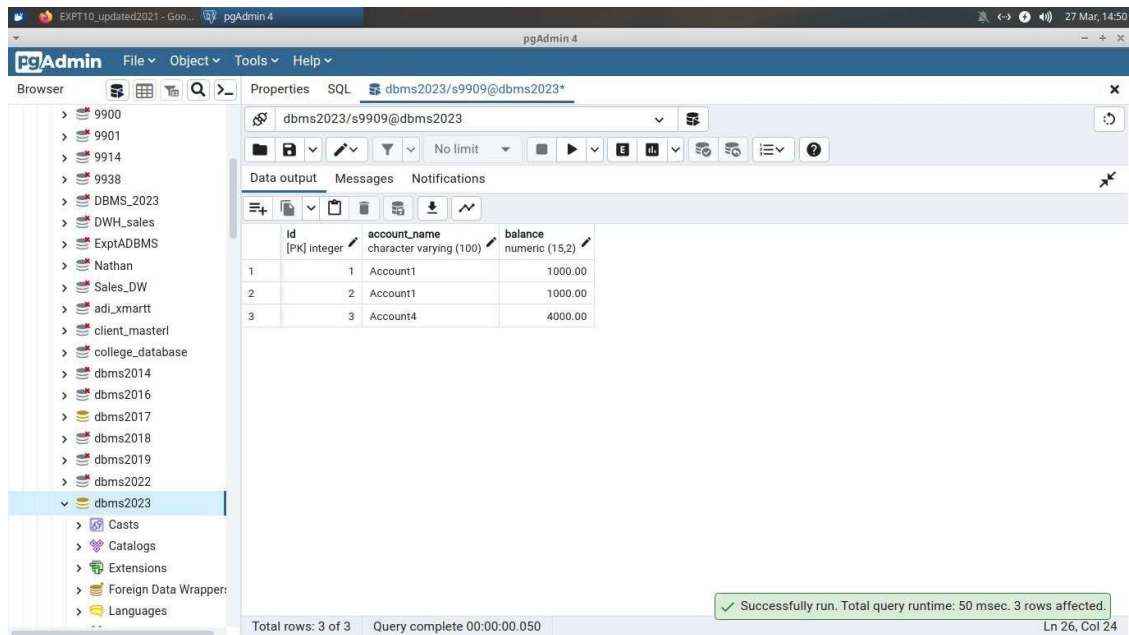 EXPT10_updated2021 - Goo... pgAdmin 4 27 Mar, 14:50
pgAdmin 4
pgAdmin File Object Tools Help
Browser Properties SQL dbms2023/s9909@dbms2023*
9900
9901
9914
9938
DBMS_2023
DWH_sales
ExptADBMS
Nathan
Sales_DW
adi_xmartt
client_masterl
college_database
dbms2014
dbms2016
dbms2017
dbms2018
dbms2019
dbms2022
dbms2023
Casts
Catalogs
Extensions
Foreign Data Wrappers
Languages
dbms2023/s9909@dbms2023
No limit E
Data output Messages Notifications
id account_name balance
[PK] integer character varying (100) numeric (15,2)
1 1 Account1 1000.00
2 2 Account1 1000.00
3 3 Account4 4000.00
Successfully run. Total query runtime: 50 msec. 3 rows affected.
Total rows: 3 of 3 Query complete 00:00:00.050 Ln 26, Col 24